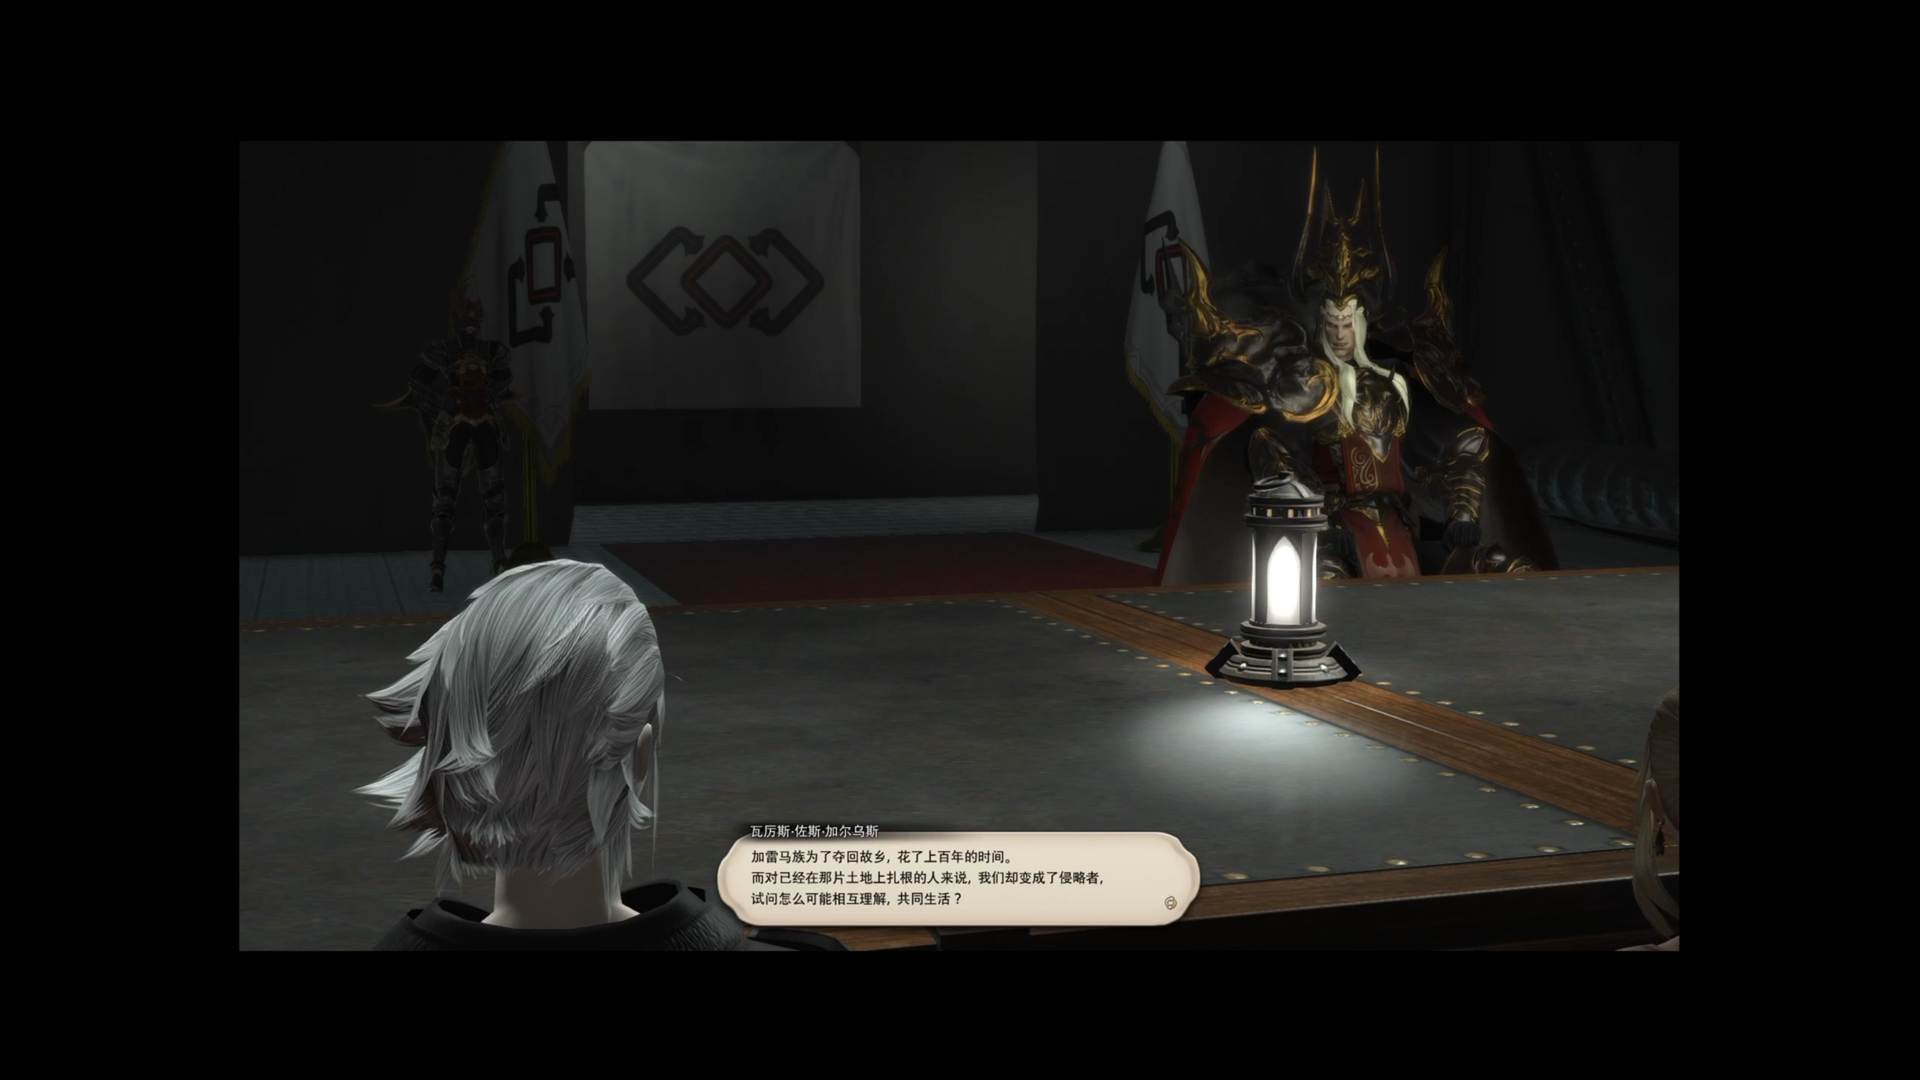 瓦厉斯·佐斯·加尔乌斯
加雷马族为了夺回故乡，花了上百年的时间。
而对已经在那片土地上扎根的人来说，我们却变成了侵略者，
试问怎么可能相互理解，共同生活？